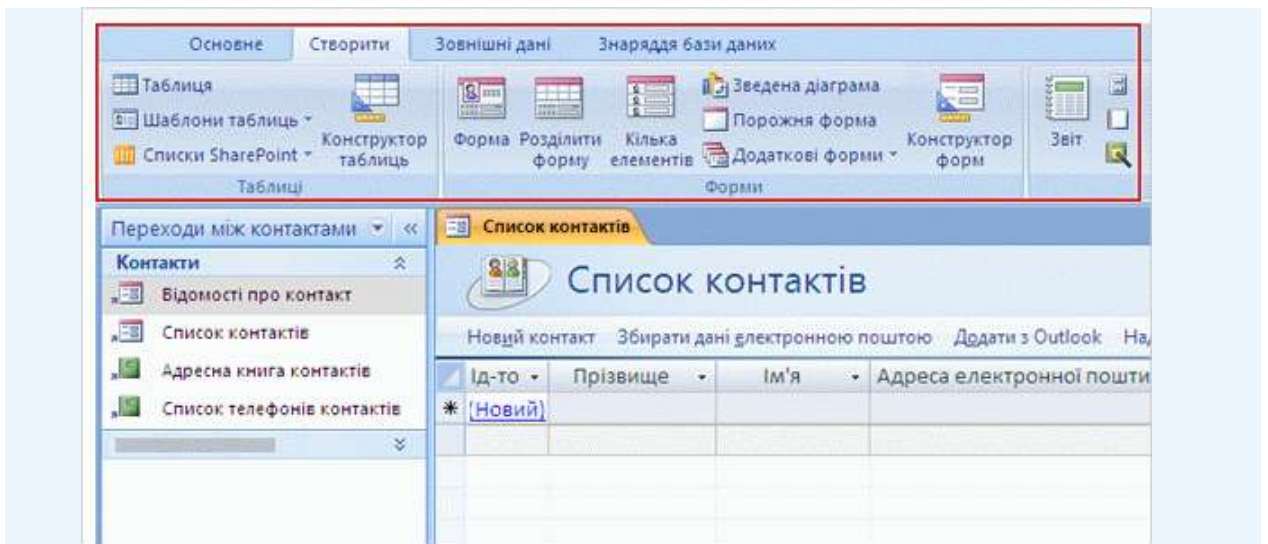 Основне Створити Зовнішні дані Знаряддя бази даних
Таблиця
Шаблони таблиць
Списки SharePoint
Конструктор таблиць
Таблиці
Форма
Розділити форму
Кілька елементів
Зведена діаграма
Порожня форма
Додаткові форми
Конструктор форм
Форми
Звіт
Переходи між контактами
Контакти
Відомості про контакт
Список контактів
Адресна книга контактів
Список телефонів контактів
Список контактів
Список контактів
Новий контакт Збирати дані електронною поштою Додати з Outlook На
Ід-то Прізвище Ім'я Адреса електронної пошти
(Новий)